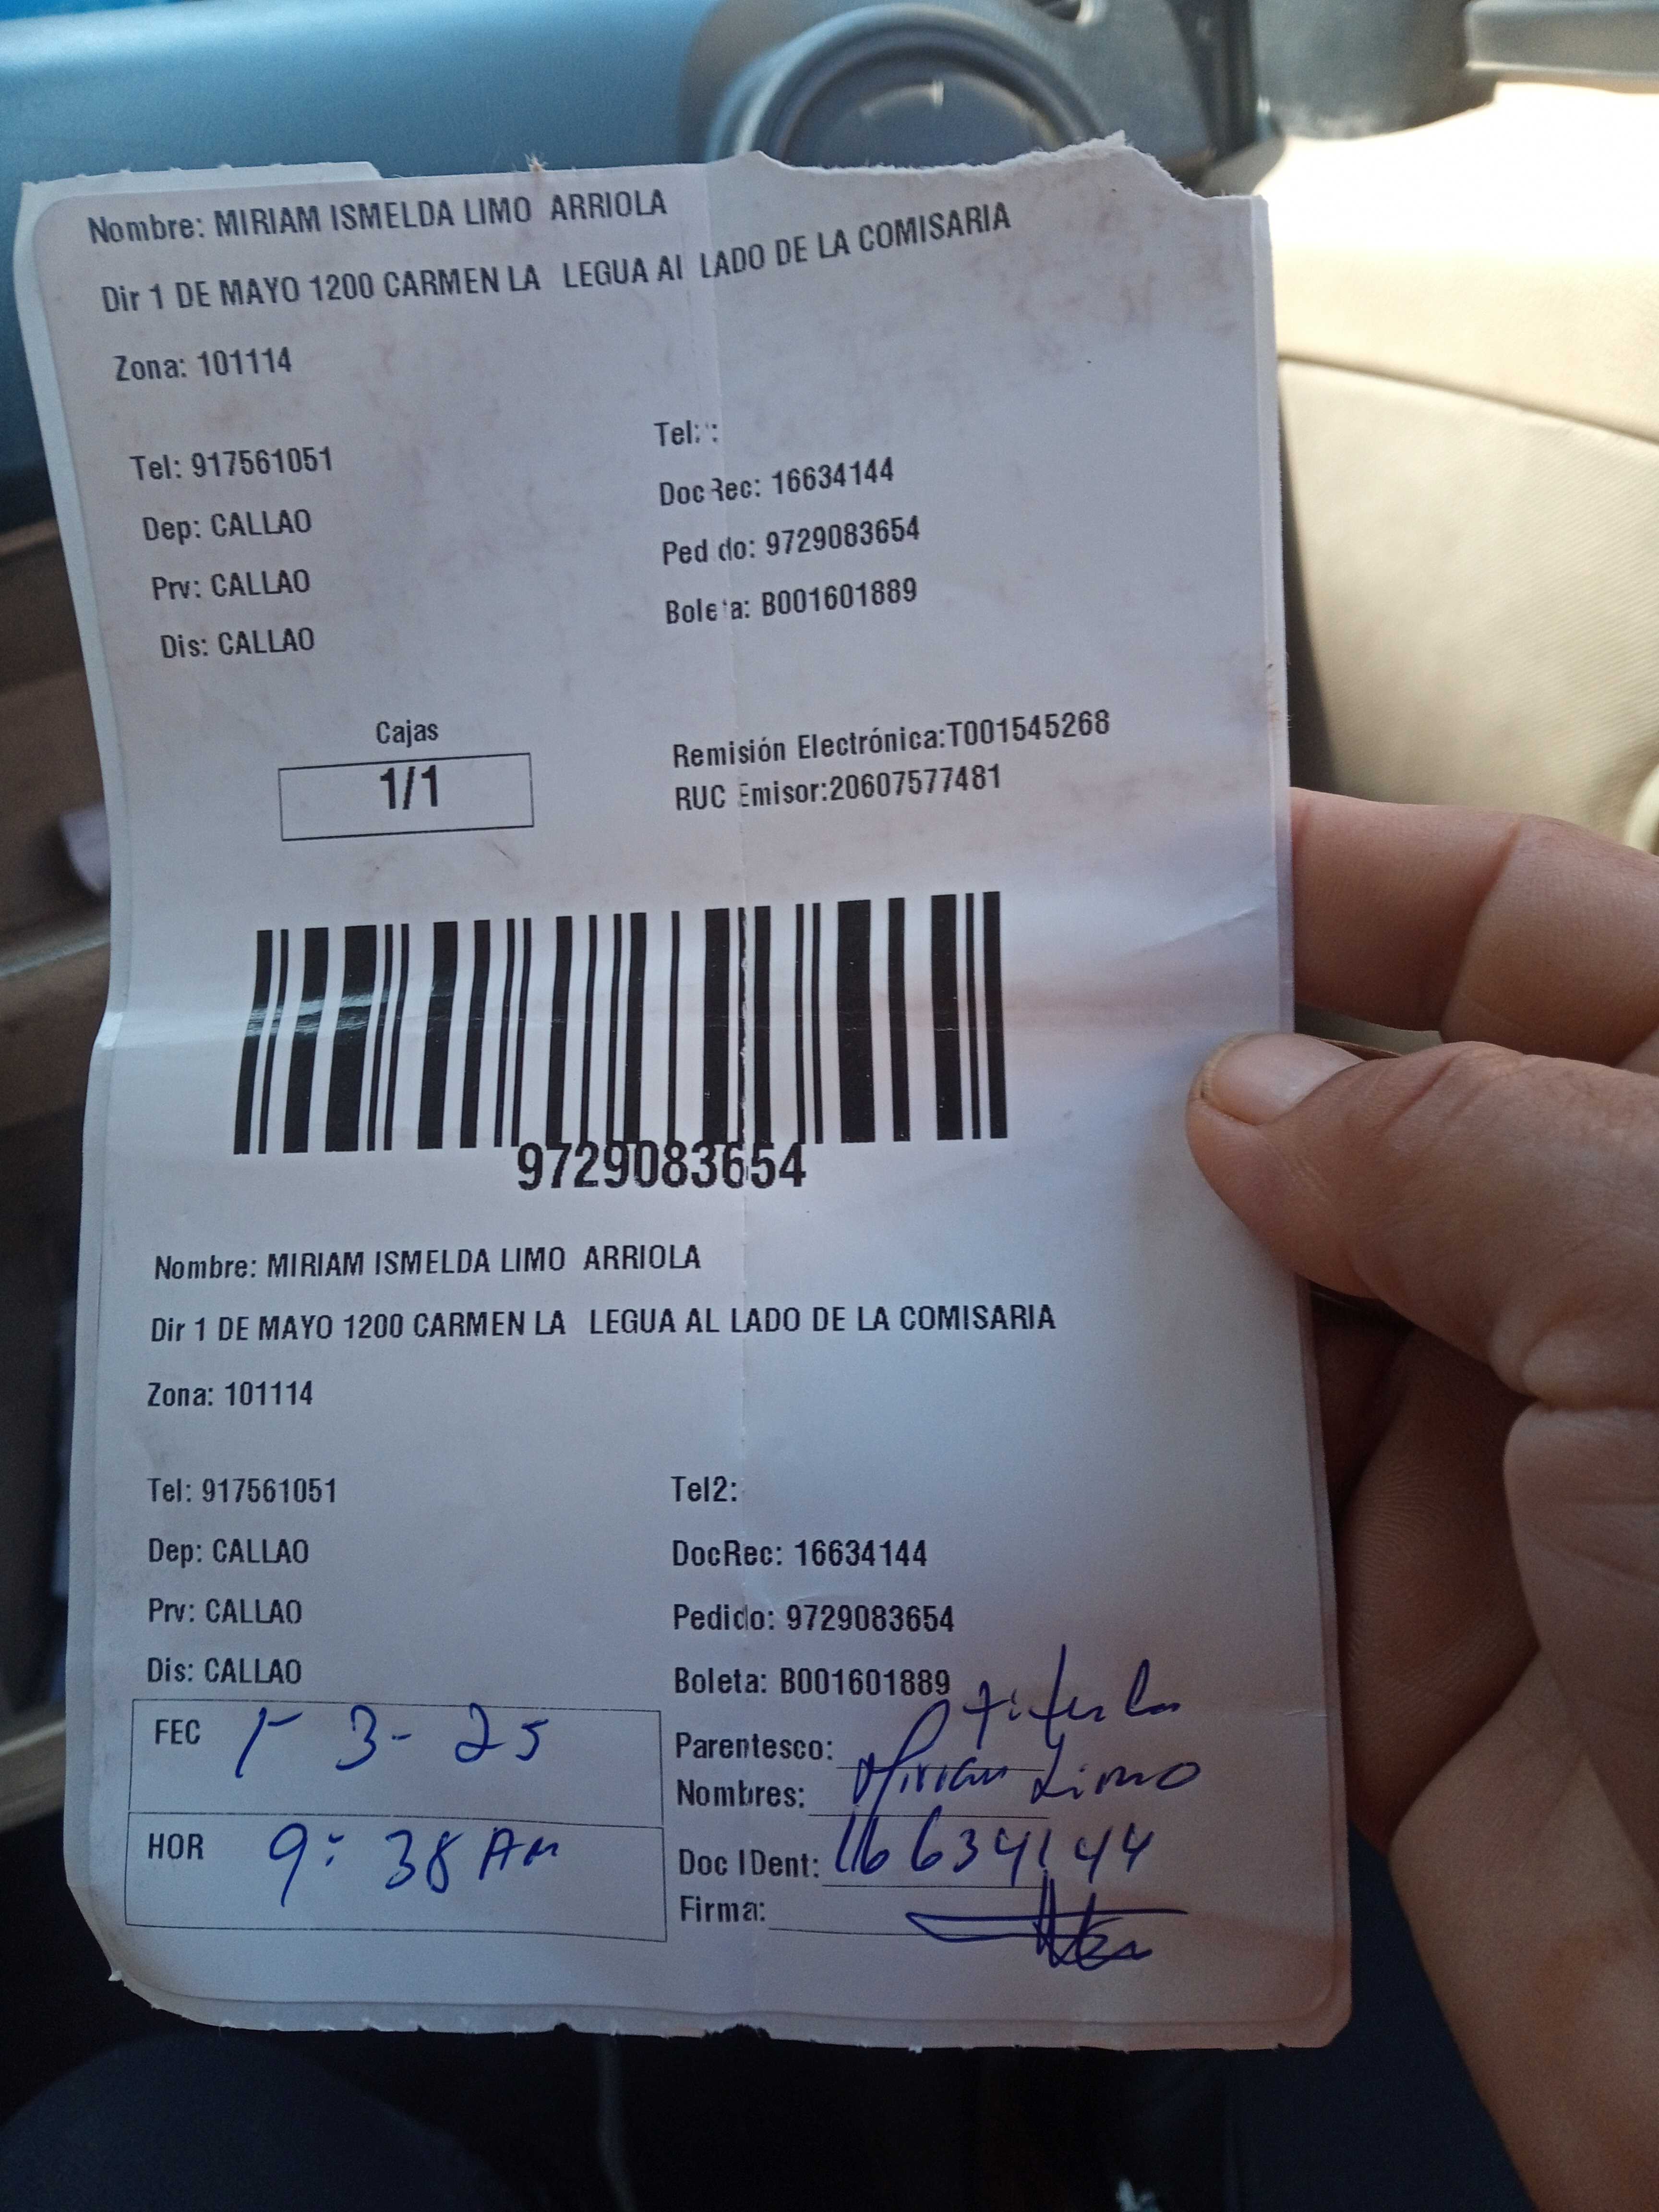 Nombre: MIRIAM ISMELDA LIMO ARRIOLA
Dir 1 DE MAYO 1200 CARMEN LA LEGUA Al LADO DE LA COMISARIA
Zona: 101114
Tel: 917561051 Tel:
Dep: CALLAO Doc Rec: 16634144
Prv: CALLAO Pedido: 9729083654
Dis: CALLAO Boleta: B001601889
Cajas
1/1
Remisión Electrónica:T001545268
RUC Emisor:20607577481
9729083654
Nombre: MIRIAM ISMELDA LIMO ARRIOLA
Dir 1 DE MAYO 1200 CARMEN LA LEGUA AL LADO DE LA COMISARIA
Zona: 101114
Tel: 917561051 Tel2:
Dep: CALLAO DocRec: 16634144
Prv: CALLAO Pedido: 9729083654
Dis: CALLAO Boleta: B001601889
FEC 1- 3- 25
HOR 9: 38 AM
Parentesco: titula
Nombres: Mirian Limo
Doc IDent: 16634144
Firma: